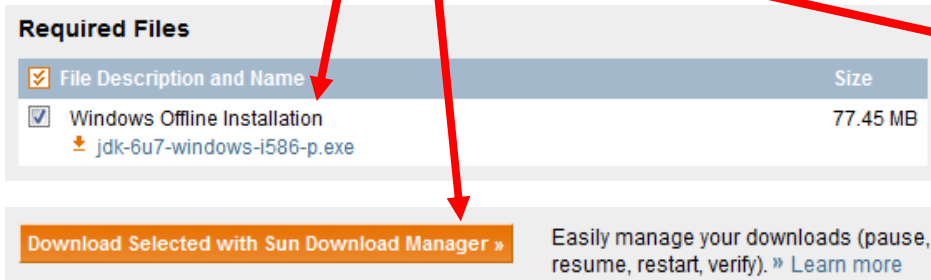 Required Files
File Description and Name Size
Windows Offline Installation 77.45 MB
jdk-6u7-windows-i586-p.exe
Download Selected with Sun Download Manager » Easily manage your downloads (pause,
resume, restart, verify). » Learn more